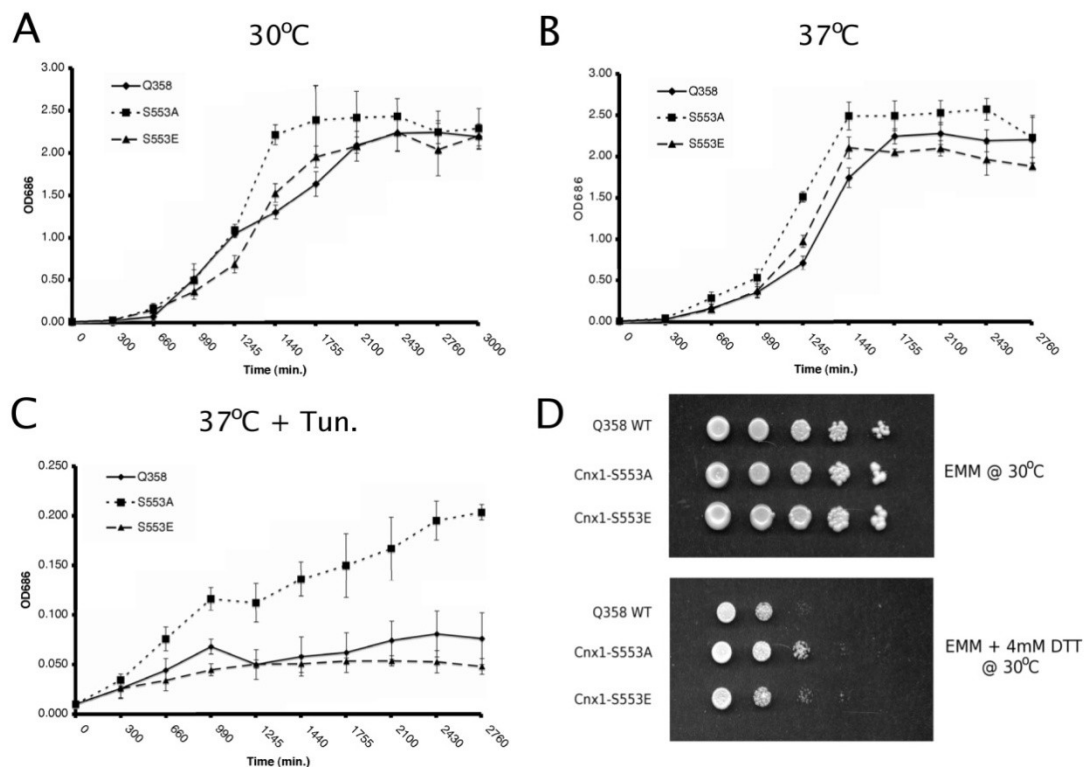 A
30°C
3.00
2.50
2.00
1.50
1.00
0.50
0.00
OD686
Q358
S553A
S553E
0 300 660 990 1245 1440 1755 2100 2430 2760 3000
Time (min.)
B
37°C
3.00
2.50
2.00
1.50
1.00
0.50
0.00
OD686
Q358
S553A
S553E
0 300 660 990 1245 1440 1755 2100 2430 2760
Time (min.)
C
37°C + Tun.
0.250
0.200
0.150
0.100
0.050
0.000
OD686
Q358
S553A
S553E
0 300 660 990 1245 1440 1755 2100 2430 2760
Time (min.)
D
Q358 WT
Cnx1-S553A
Cnx1-S553E
EMM @ 30°C
Q358 WT
Cnx1-S553A
Cnx1-S553E
EMM + 4mM DTT
@ 30°C